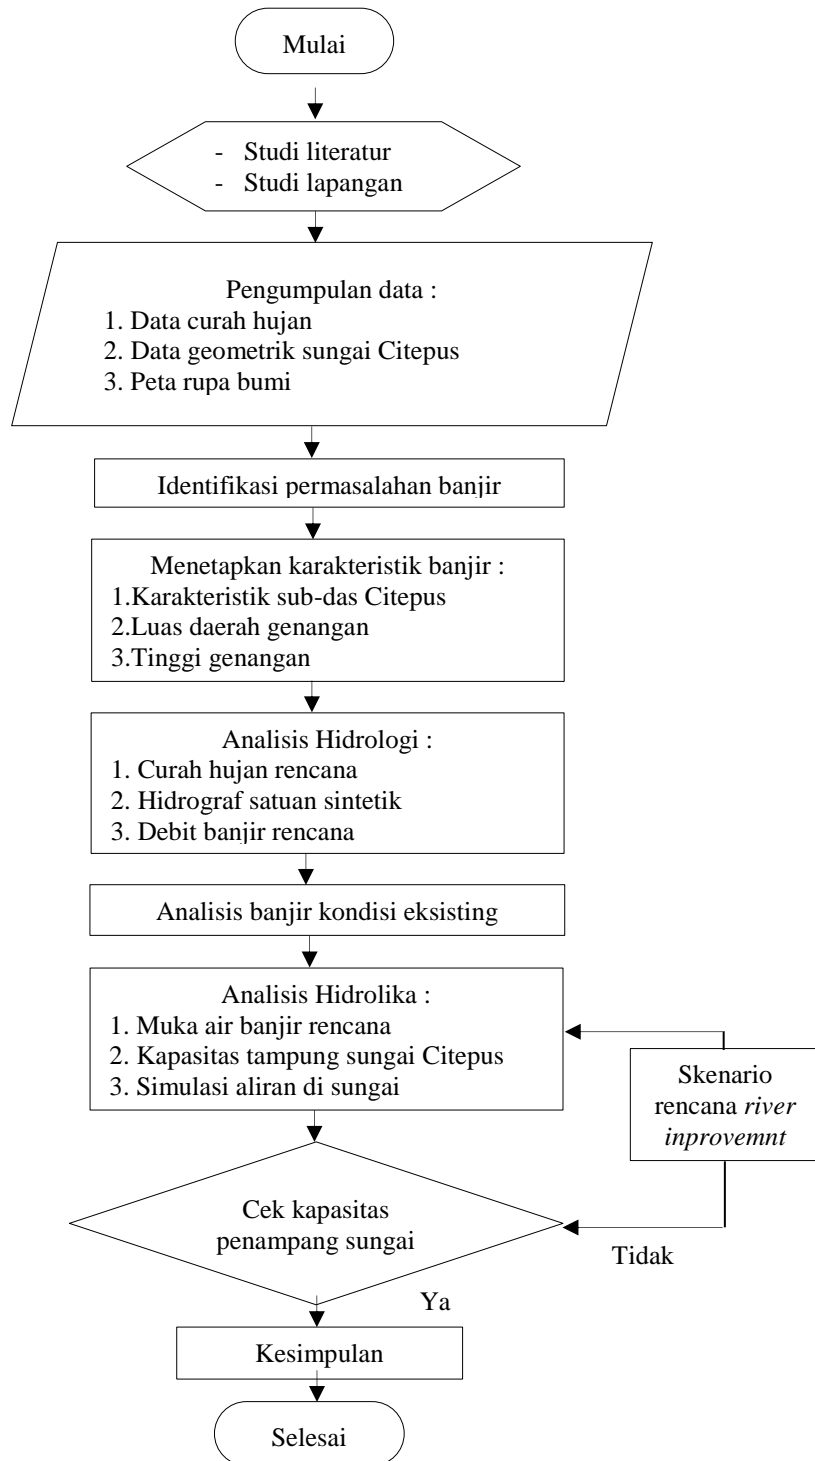 Mulai
- Studi literatur
- Studi lapangan
Pengumpulan data :
1. Data curah hujan
2. Data geometrik sungai Citepus
3. Peta rupa bumi
Identifikasi permasalahan banjir
Menetapkan karakteristik banjir :
1.Karakteristik sub-das Citepus
2.Luas daerah genangan
3.Tinggi genangan
Analisis Hidrologi :
1. Curah hujan rencana
2. Hidrograf satuan sintetik
3. Debit banjir rencana
Analisis banjir kondisi eksisting
Analisis Hidrolika :
1. Muka air banjir rencana
2. Kapasitas tampung sungai Citepus
3. Simulasi aliran di sungai
Skenario
rencana river
inprovemnt
Cek kapasitas
penampang sungai
Tidak
Ya
Kesimpulan
Selesai